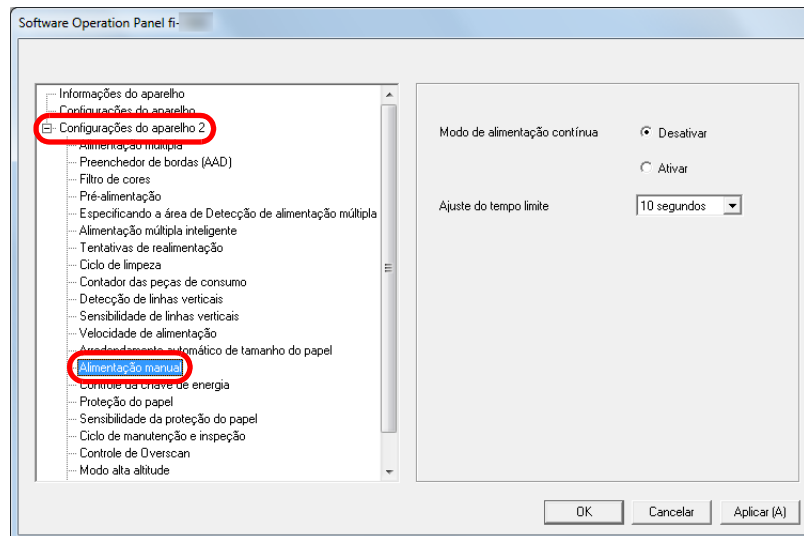 Software Operation Panel fi-
Informações do aparelho
Configurações do aparelho
Configurações do aparelho 2
Alimentação múltipla
Preenchedor de bordas (AAD)
Filtro de cores
Pré-alimentação
Especificando a área de Detecção de alimentação múltipla
Alimentação múltipla inteligente
Tentativas de realimentação
Ciclo de limpeza
Contador das peças de consumo
Detecção de linhas verticais
Sensibilidade de linhas verticais
Velocidade de alimentação
Arredondamento automático de tamanho do papel
Alimentação manual
Controle da chave de energia
Proteção do papel
Sensibilidade da proteção do papel
Ciclo de manutenção e inspeção
Controle de Overscan
Modo alta altitude
Modo de alimentação contínua
Desativar
Ativar
Ajuste do tempo limite
10 segundos
OK
Cancelar
Aplicar (A)